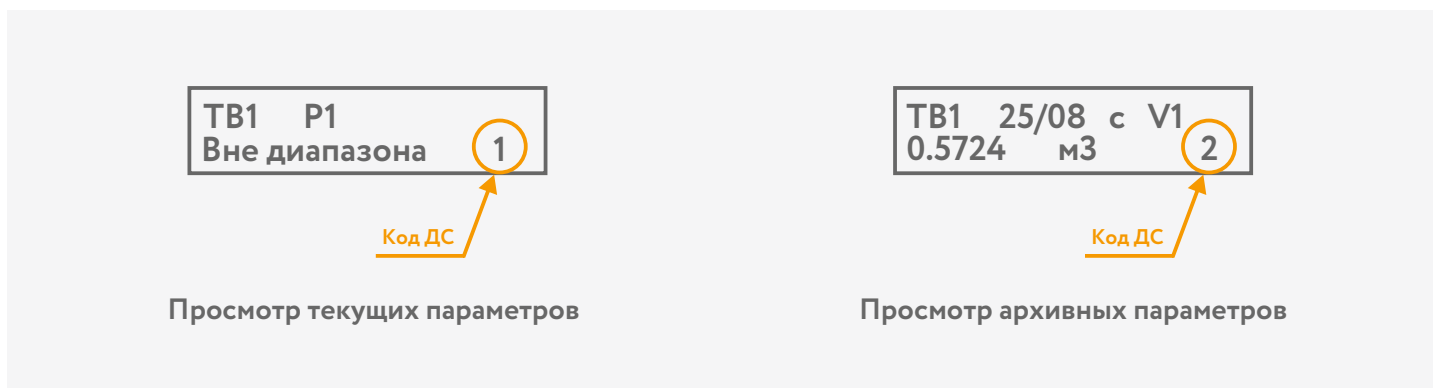 ТВ1 P1
Вне диапазона 1
Код ДС
Просмотр текущих параметров
ТВ1 25/08 с V1
0.5724 м3 2
Код ДС
Просмотр архивных параметров